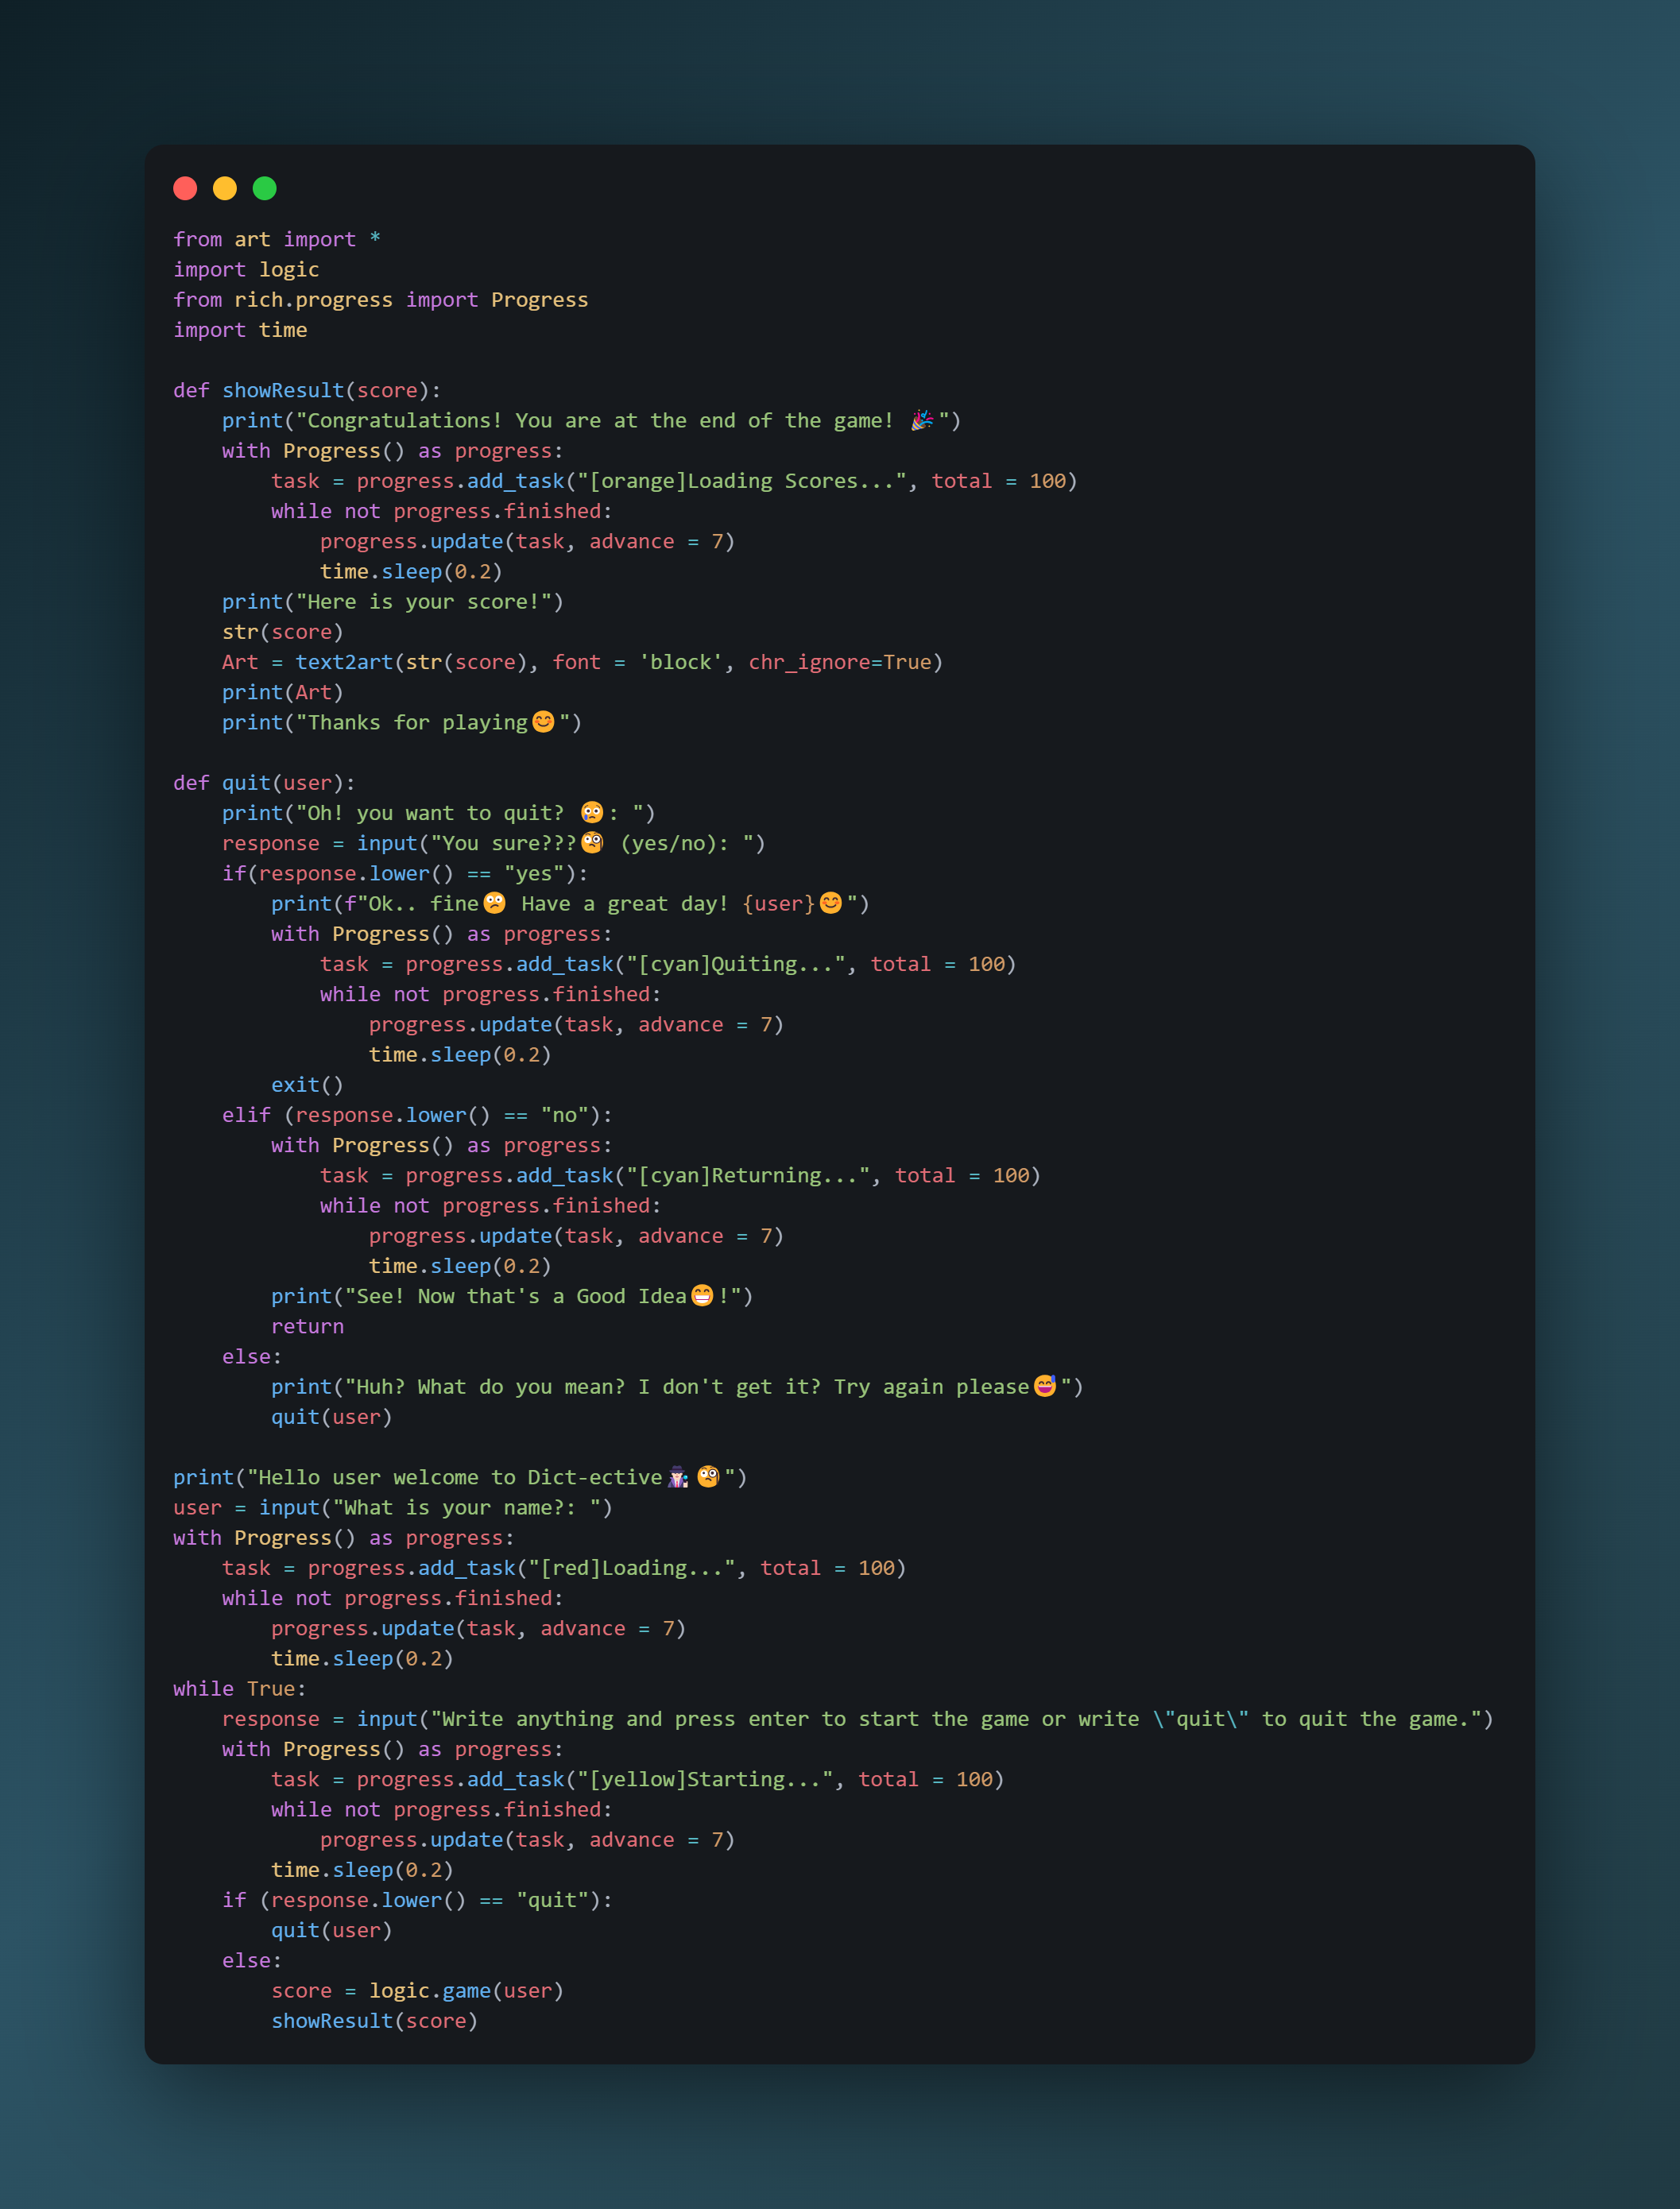 from art import *
import logic
from rich.progress import Progress
import time

def showResult(score):
    print("Congratulations! You are at the end of the game! 🎉")
    with Progress() as progress:
        task = progress.add_task("[orange]Loading Scores...", total = 100)
        while not progress.finished:
            progress.update(task, advance = 7)
            time.sleep(0.2)
    print("Here is your score!")
    str(score)
    Art = text2art(str(score), font = 'block', chr_ignore=True)
    print(Art)
    print("Thanks for playing😊")

def quit(user):
    print("Oh! you want to quit? 😢: ")
    response = input("You sure???🧐 (yes/no): ")
    if(response.lower() == "yes"):
        print(f"Ok.. fine😕 Have a great day! {user}😊")
        with Progress() as progress:
            task = progress.add_task("[cyan]Quiting...", total = 100)
            while not progress.finished:
                progress.update(task, advance = 7)
                time.sleep(0.2)
        exit()
    elif (response.lower() == "no"):
        with Progress() as progress:
            task = progress.add_task("[cyan]Returning...", total = 100)
            while not progress.finished:
                progress.update(task, advance = 7)
                time.sleep(0.2)
        print("See! Now that's a Good Idea😁!")
        return
    else:
        print("Huh? What do you mean? I don't get it? Try again please😅")
        quit(user)

print("Hello user welcome to Dict-ective🕵🧐")
user = input("What is your name?: ")
with Progress() as progress:
    task = progress.add_task("[red]Loading...", total = 100)
    while not progress.finished:
        progress.update(task, advance = 7)
        time.sleep(0.2)
while True:
    response = input("Write anything and press enter to start the game or write \"quit\" to quit the game.")
    with Progress() as progress:
        task = progress.add_task("[yellow]Starting...", total = 100)
        while not progress.finished:
            progress.update(task, advance = 7)
        time.sleep(0.2)
    if (response.lower() == "quit"):
        quit(user)
    else:
        score = logic.game(user)
        showResult(score)